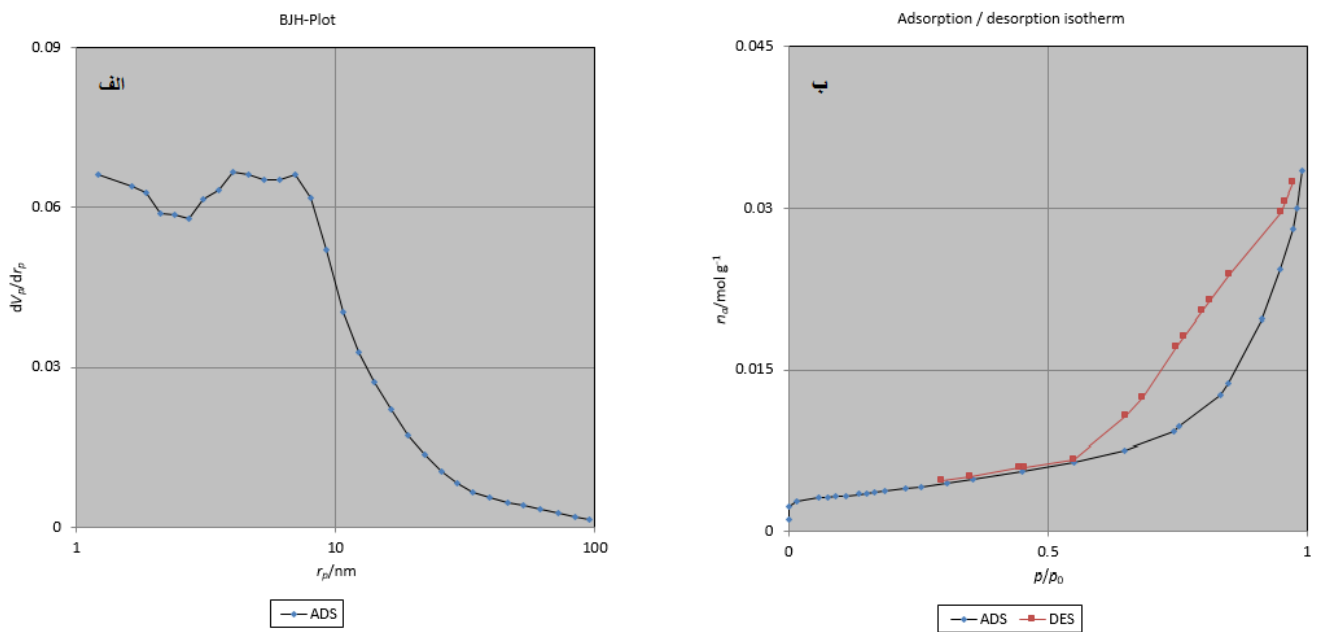 BJH-Plot
0.09
0.06
0.03
0
dVp/drp
الف
1
10
100
rp/nm
ADS
Adsorption / desorption isotherm
0.045
0.03
0.015
0
na/mol g⁻¹
ب
0
0.5
1
p/p0
ADS
DES